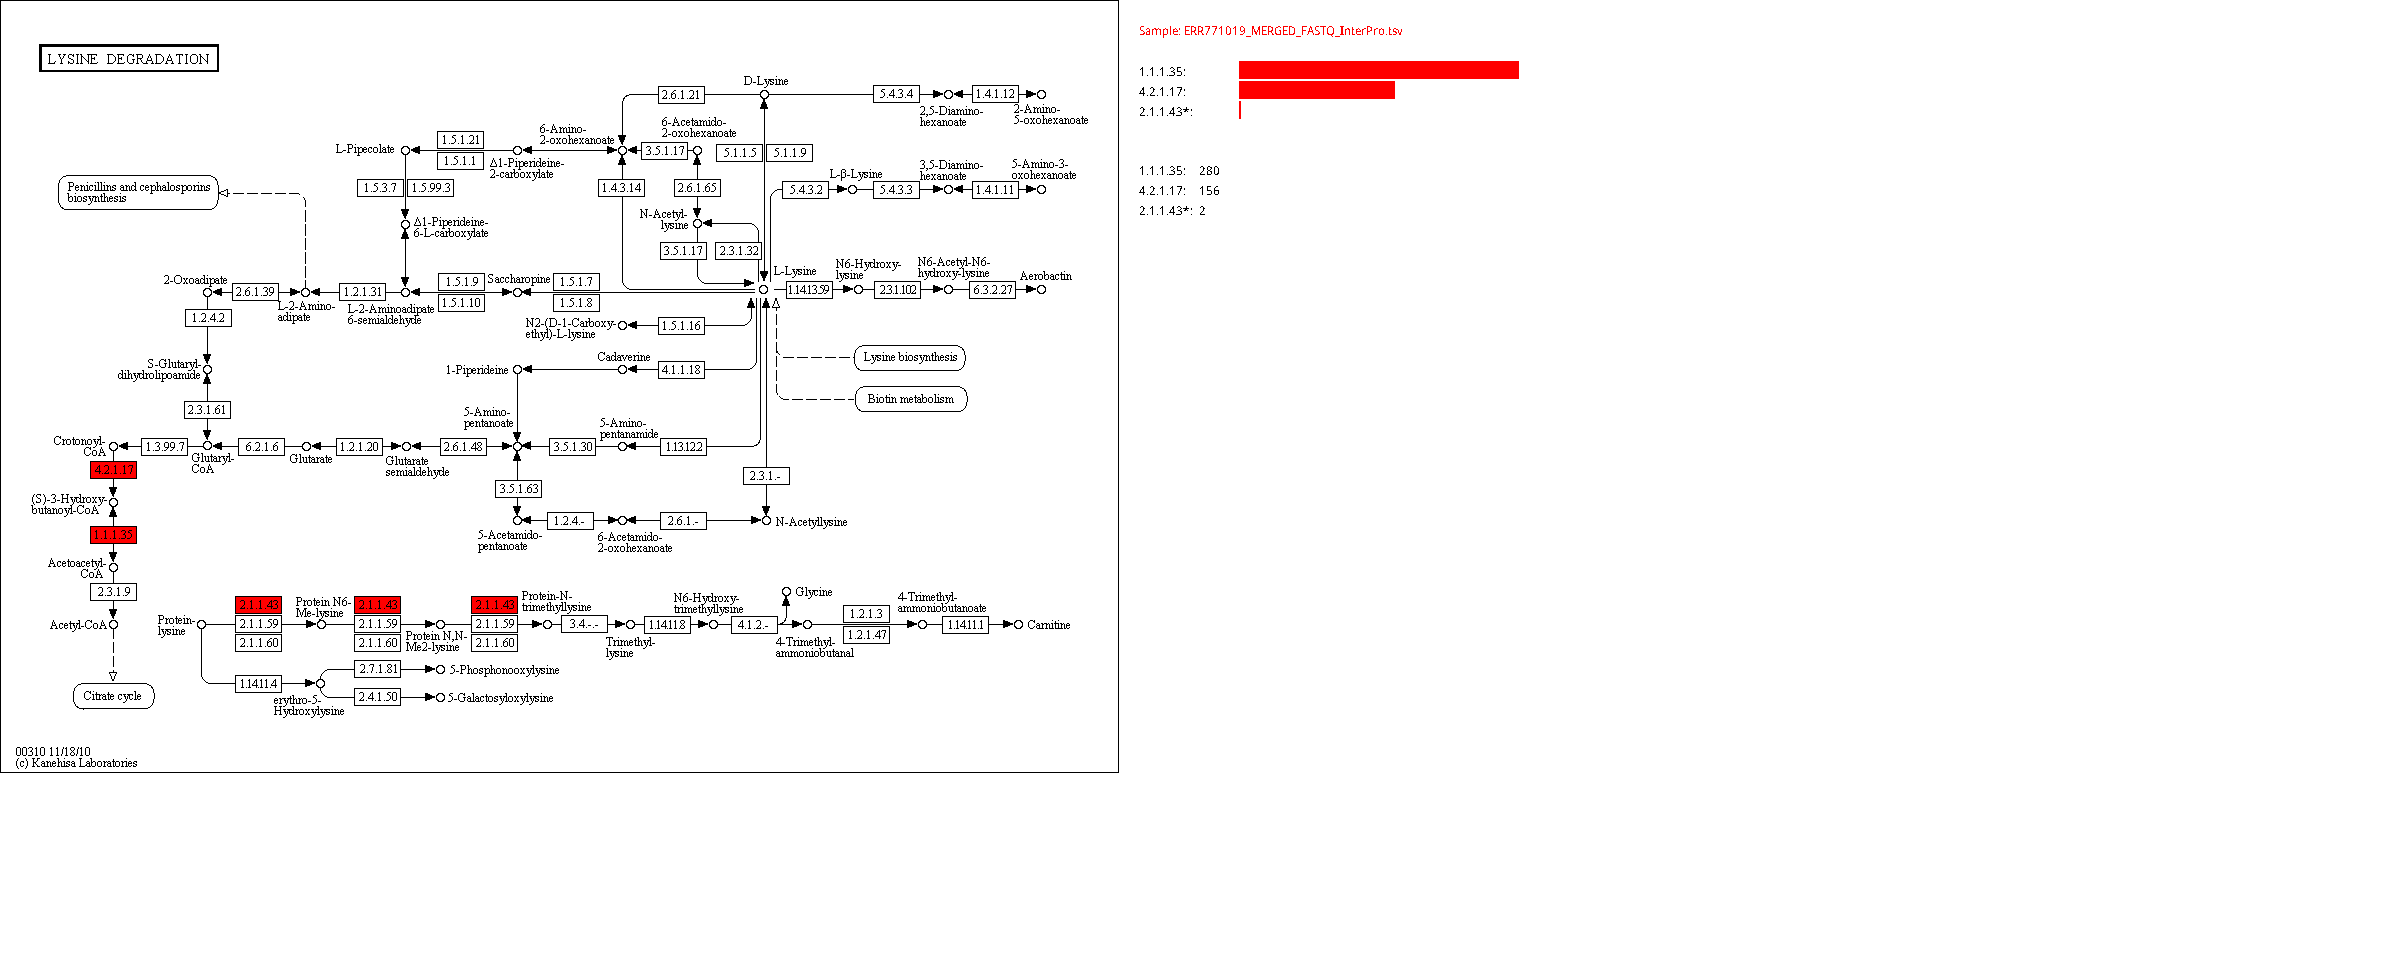 LYSINE DEGRADATION
Sample: ERR771019_MERGED_FASTQ_InterPro.tsv
1.1.1.35:
4.2.1.17:
2.1.1.43*:
1.1.1.35: 280
4.2.1.17: 156
2.1.1.43*: 2
D-Lysine
2.6.1.21
5.4.3.4
1.4.1.12
2,5-Diamino-
hexanoate
2-Amino-
5-oxohexanoate
6-Acetamido-
2-oxohexanoate
6-Amino-
2-oxohexanoate
1.5.1.21
L-Pipecolate
1.5.1.1
Δ1-Piperideine-
2-carboxylate
3.5.1.17
5.1.1.5
5.1.1.9
3,5-Diamino-
hexanoate
5-Amino-3-
oxohexanoate
L-β-Lysine
Penicillins and cephalosporins
biosynthesis
1.5.3.7
1.5.99.3
1.4.3.14
2.6.1.65
5.4.3.2
5.4.3.3
1.4.1.11
N-Acetyl-
lysine
Δ1-Piperideine-
6-L-carboxylate
3.5.1.17
2.3.1.32
L-Lysine
N6-Hydroxy-
lysine
N6-Acetyl-N6-
hydroxy-lysine
Aerobactin
2-Oxoadipate
2.6.1.39
L-2-Amino-
adipate
1.2.1.31
L-2-Aminoadipate
6-semialdehyde
1.5.1.9
1.5.1.10
Saccharopine
1.5.1.7
1.5.1.8
1.14.13.59
2.3.1.102
6.3.2.27
1.2.4.2
N2-(D-1-Carboxy-
ethyl)-L-lysine
1.5.1.16
S-Glutaryl-
dihydrolipoamide
1-Piperideine
Cadaverine
4.1.1.18
Lysine biosynthesis
Biotin metabolism
2.3.1.61
5-Amino-
pentanoate
5-Amino-
pentanamide
Crotonoyl-
CoA
1.3.99.7
Glutaryl-
CoA
6.2.1.6
Glutarate
1.2.1.20
Glutarate
semialdehyde
2.6.1.48
3.5.1.30
1.13.12.2
4.2.1.17
2.3.1.-
3.5.1.63
(S)-3-Hydroxy-
butanoyl-CoA
1.2.4.-
2.6.1.-
N-Acetyllysine
5-Acetamido-
pentanoate
6-Acetamido-
2-oxohexanoate
1.1.1.35
Acetoacetyl-
CoA
2.3.1.9
Acetyl-CoA
Citrate cycle
Protein-
lysine
2.1.1.43
2.1.1.59
2.1.1.60
Protein N6-
Me-lysine
2.1.1.43
2.1.1.59
2.1.1.60
Protein N,N-
Me2-lysine
2.1.1.43
2.1.1.59
2.1.1.60
Protein-N-
trimethyllysine
3.4.-.-
Trimethyl-
lysine
1.14.11.8
N6-Hydroxy-
trimethyllysine
4.1.2.-
Glycine
4-Trimethyl-
ammoniobutanal
1.2.1.3
1.2.1.47
4-Trimethyl-
ammoniobutanoate
1.14.11.1
Carnitine
1.14.11.4
erythro-5-
Hydroxylysine
2.7.1.81
5-Phosphonooxylysine
2.4.1.50
5-Galactosyloxylysine
00310 11/18/10
(c) Kanehisa Laboratories